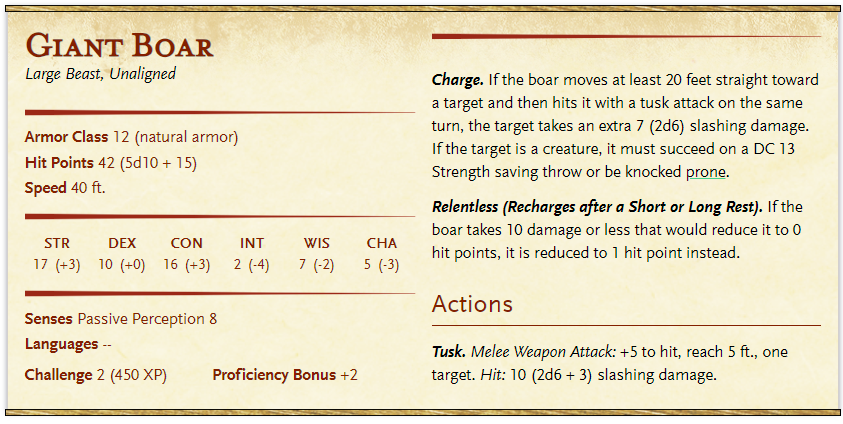 Giant Boar
Large Beast, Unaligned
Armor Class 12 (natural armor)
Hit Points 42 (5d10 + 15)
Speed 40 ft.
STR DEX CON INT WIS CHA
17 (+3) 10 (+0) 16 (+3) 2 (-4) 7 (-2) 5 (-3)
Senses Passive Perception 8
Languages --
Challenge 2 (450 XP) Proficiency Bonus +2
Charge. If the boar moves at least 20 feet straight toward
a target and then hits it with a tusk attack on the same
turn, the target takes an extra 7 (2d6) slashing damage.
If the target is a creature, it must succeed on a DC 13
Strength saving throw or be knocked prone.
Relentless (Recharges after a Short or Long Rest). If the
boar takes 10 damage or less that would reduce it to 0
hit points, it is reduced to 1 hit point instead.
Actions
Tusk. Melee Weapon Attack: +5 to hit, reach 5 ft., one
target. Hit: 10 (2d6 + 3) slashing damage.